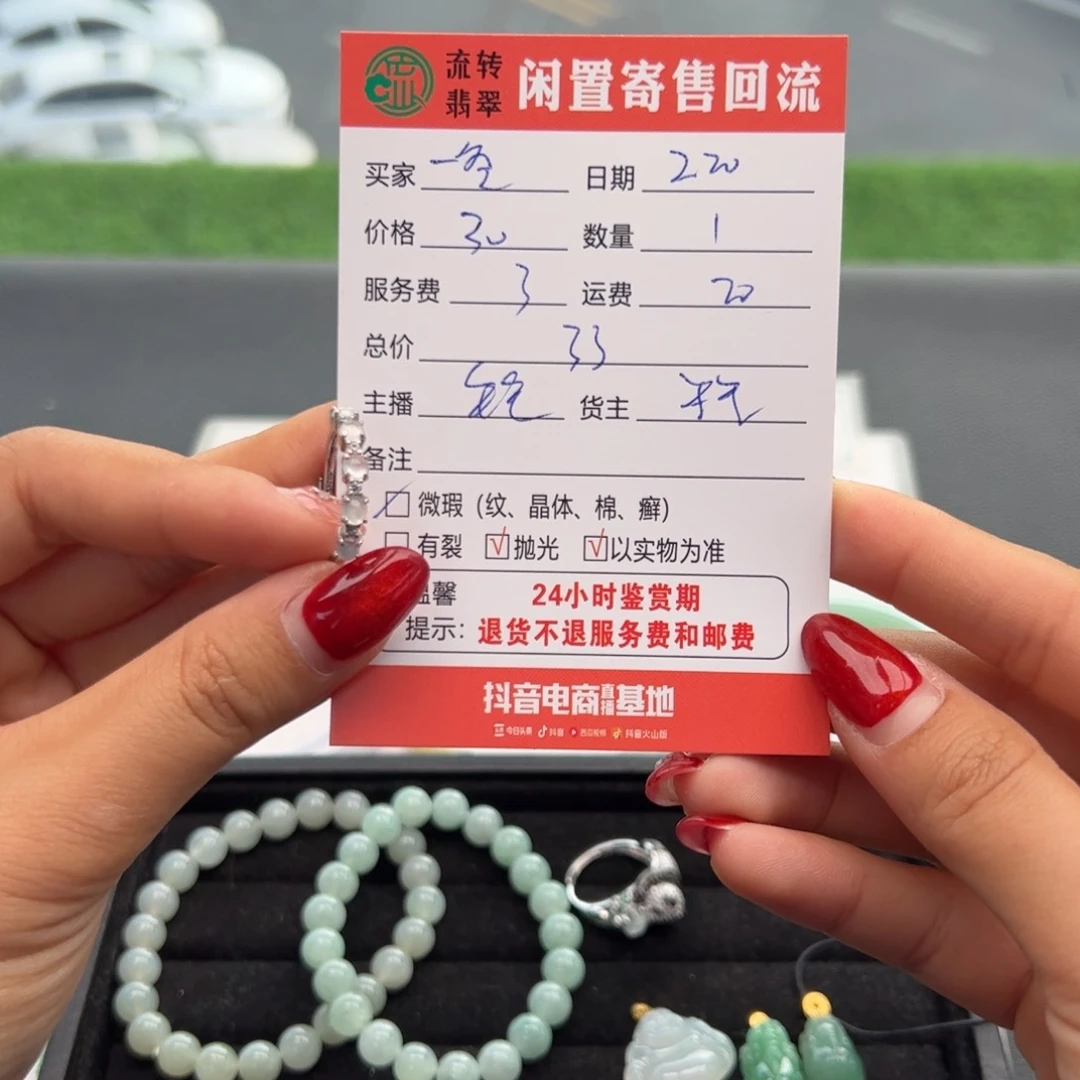 流转翡翠 闲置寄售回流
买家 日期 220
价格 30 数量 1
服务费 3 运费 20
总价 33
主播 货主
备注
微瑕 (纹、晶体、棉、癣)
有裂 √抛光 √以实物为准
温馨 24小时鉴赏期
提示: 退货不退服务费和邮费
抖音电商直播基地
今日头条 抖音 西瓜视频 抖音火山版